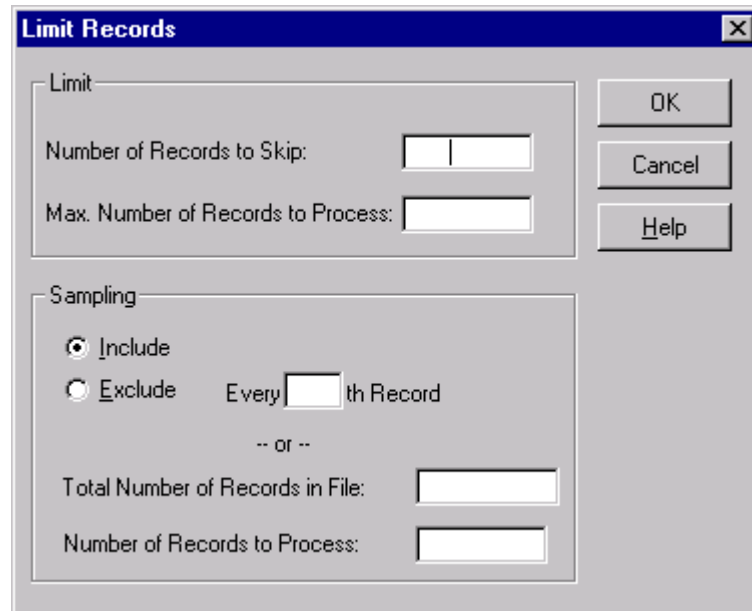 Limit Records
Limit
Number of Records to Skip:
Max. Number of Records to Process:
OK
Cancel
Help
Sampling
Include
Exclude Every th Record
-- or --
Total Number of Records in File:
Number of Records to Process: